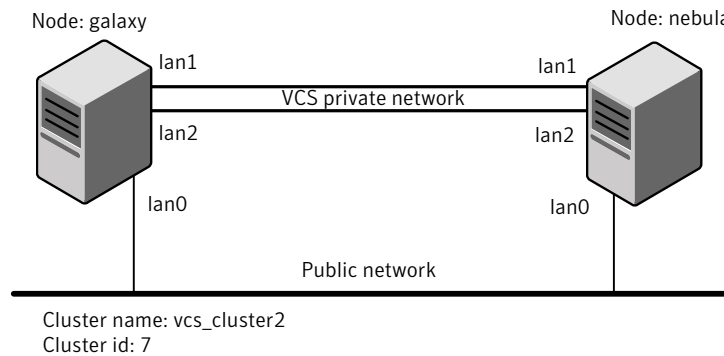 Node: galaxy
Node: nebula
lan1
lan1
VCS private network
lan2
lan2
lan0
lan0
Public network
Cluster name: vcs_cluster2
Cluster id: 7